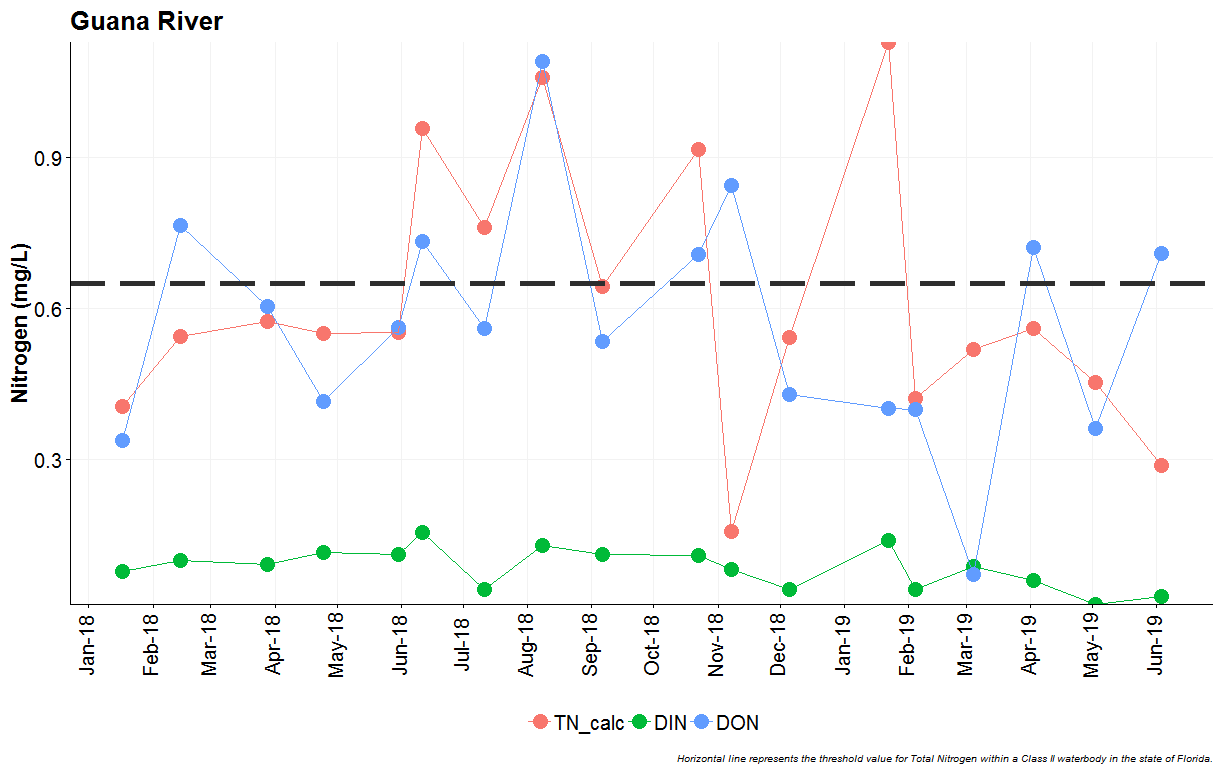 Guana River
Nitrogen (mg/L)
0.9
0.6
0.3
Jan-18
Feb-18
Mar-18
Apr-18
May-18
Jun-18
Jul-18
Aug-18
Sep-18
Oct-18
Nov-18
Dec-18
Jan-19
Feb-19
Mar-19
Apr-19
May-19
Jun-19
TN_calc DIN DON
Horizontal line represents the threshold value for Total Nitrogen within a Class II waterbody in the state of Florida.